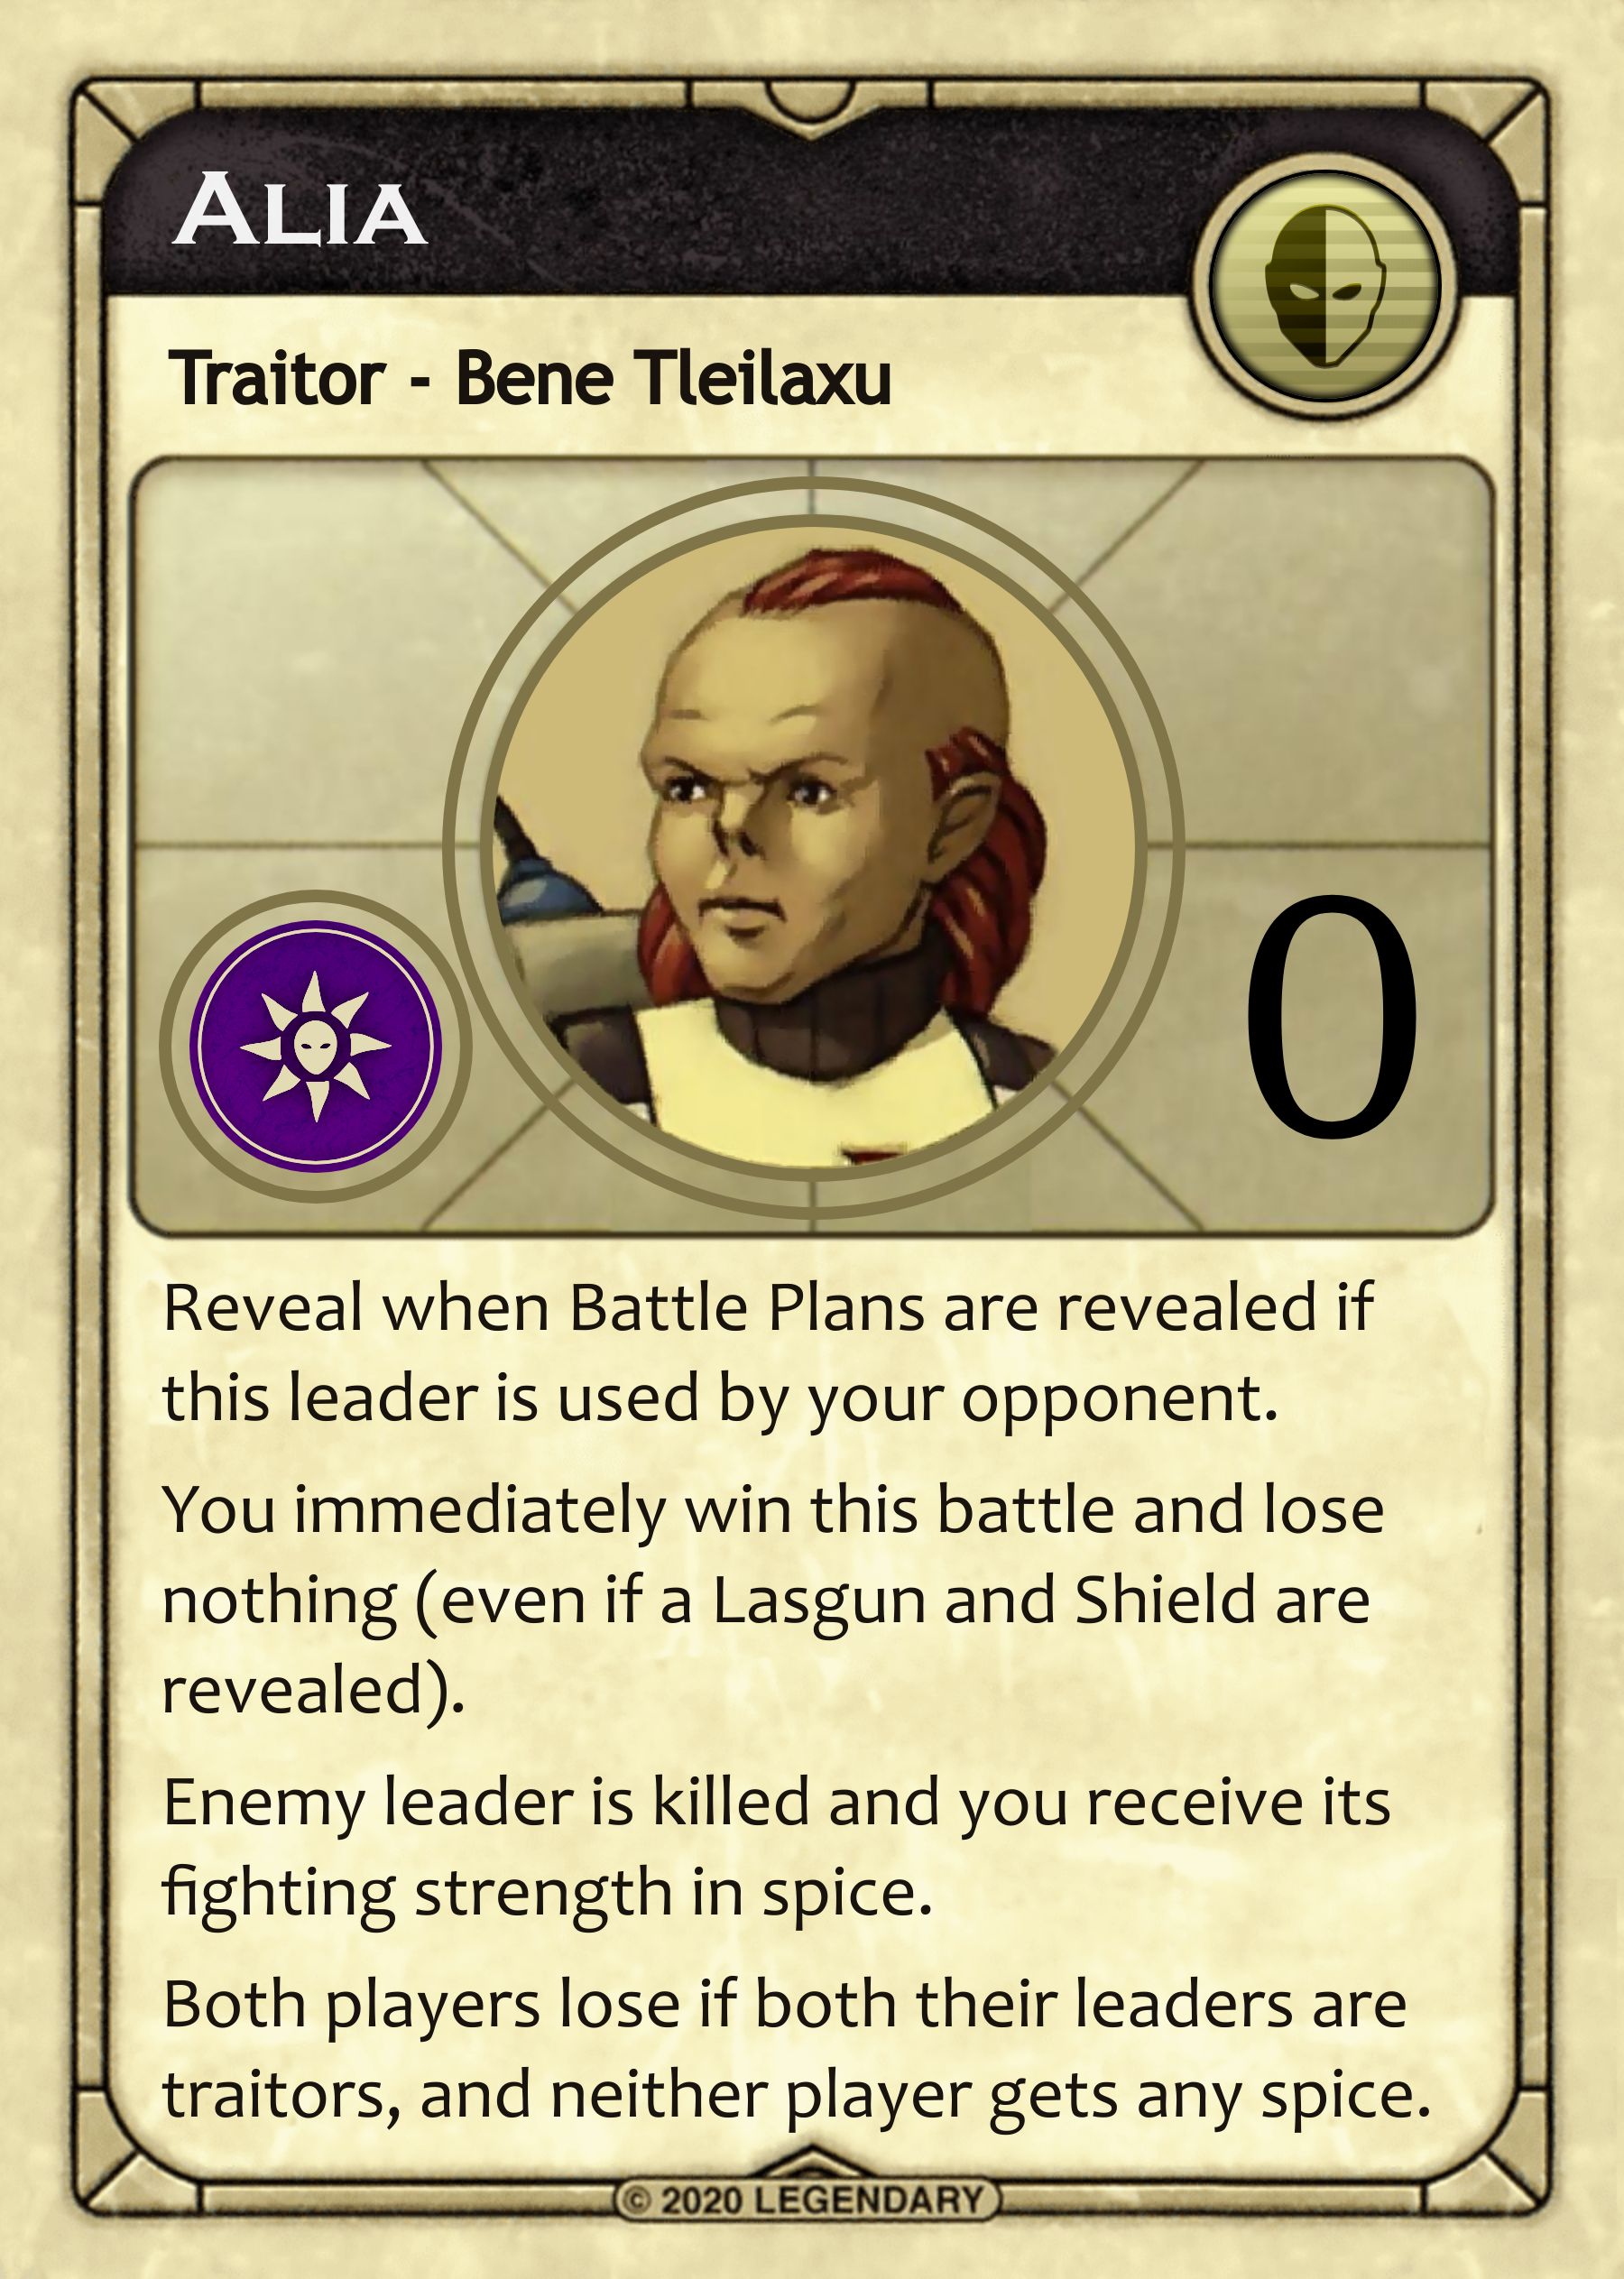 ALIA
Traitor - Bene Tleilaxu
0
Reveal when Battle Plans are revealed if
this leader is used by your opponent.
You immediately win this battle and lose
nothing (even if a Lasgun and Shield are
revealed).
Enemy leader is killed and you receive its
fighting strength in spice.
Both players lose if both their leaders are
traitors, and neither player gets any spice.
© 2020 LEGENDARY